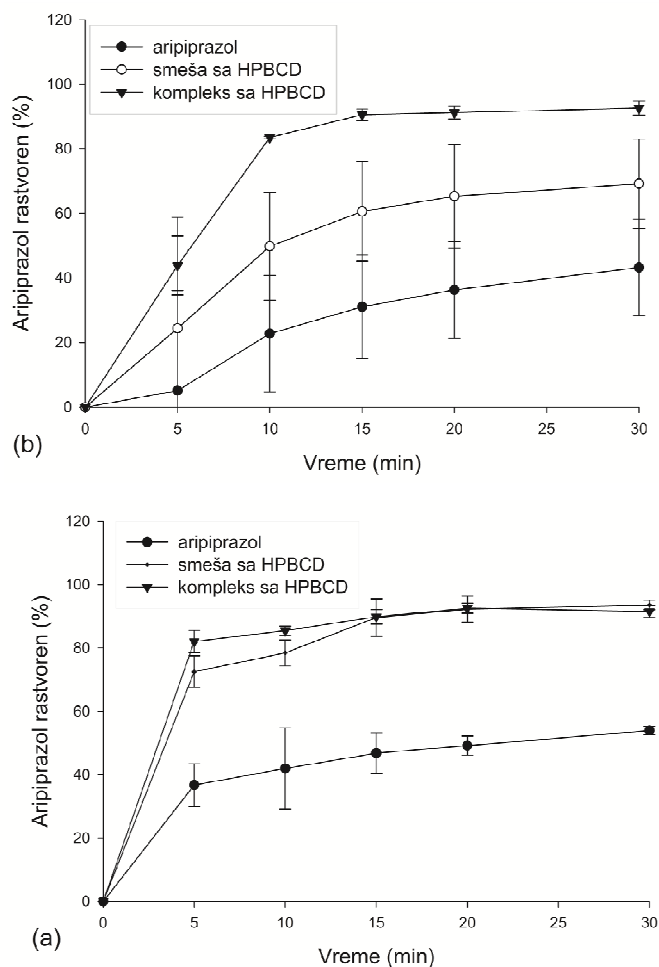 120
100
80
60
40
20
0
Aripiprazol rastvoren (%)
aripiprazol
smeša sa HPBCD
kompleks sa HPBCD
0 5 10 15 20 25 30
Vreme (min)
(b)
120
100
80
60
40
20
0
Aripiprazol rastvoren (%)
aripiprazol
smeša sa HPBCD
kompleks sa HPBCD
0 5 10 15 20 25 30
Vreme (min)
(a)